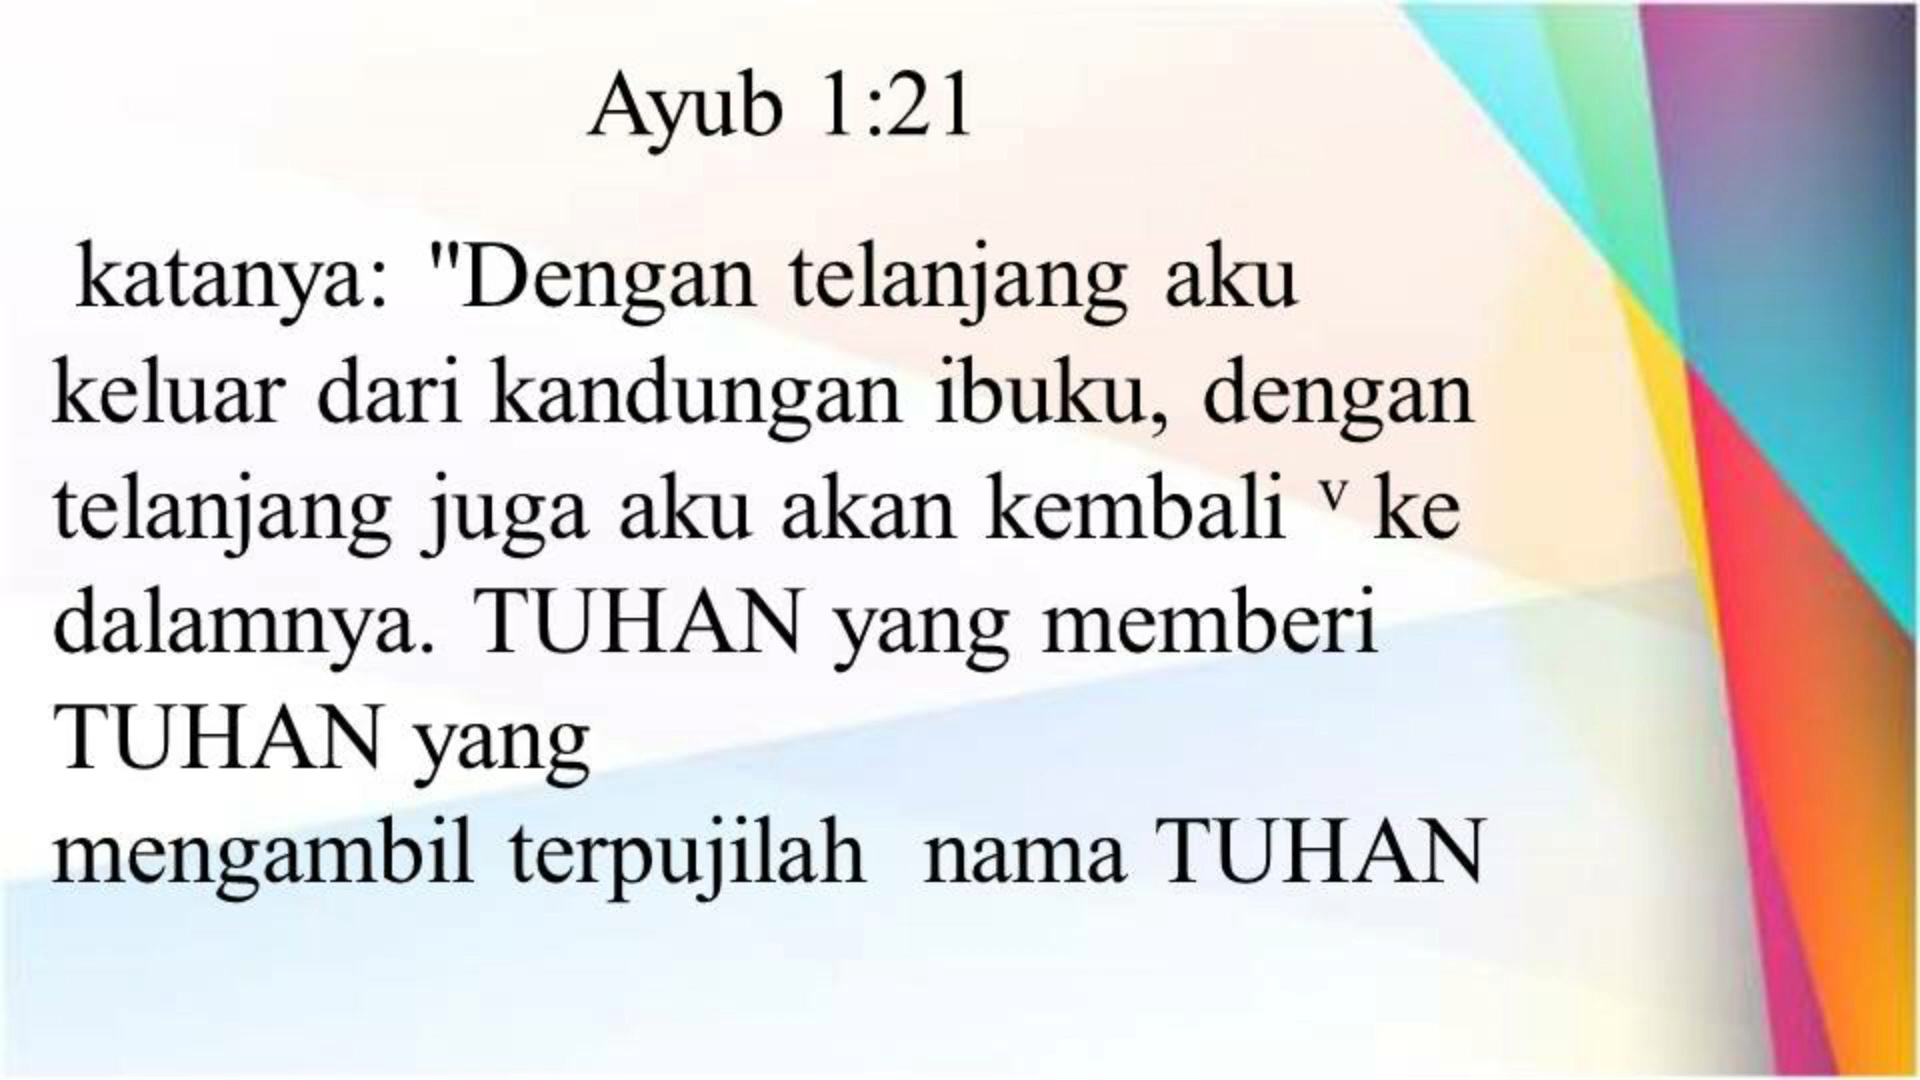 Ayub 1:21
katanya: "Dengan telanjang aku
keluar dari kandungan ibuku, dengan
telanjang juga aku akan kembali ᵛ ke
dalamnya. TUHAN yang memberi
TUHAN yang
mengambil terpujilah nama TUHAN